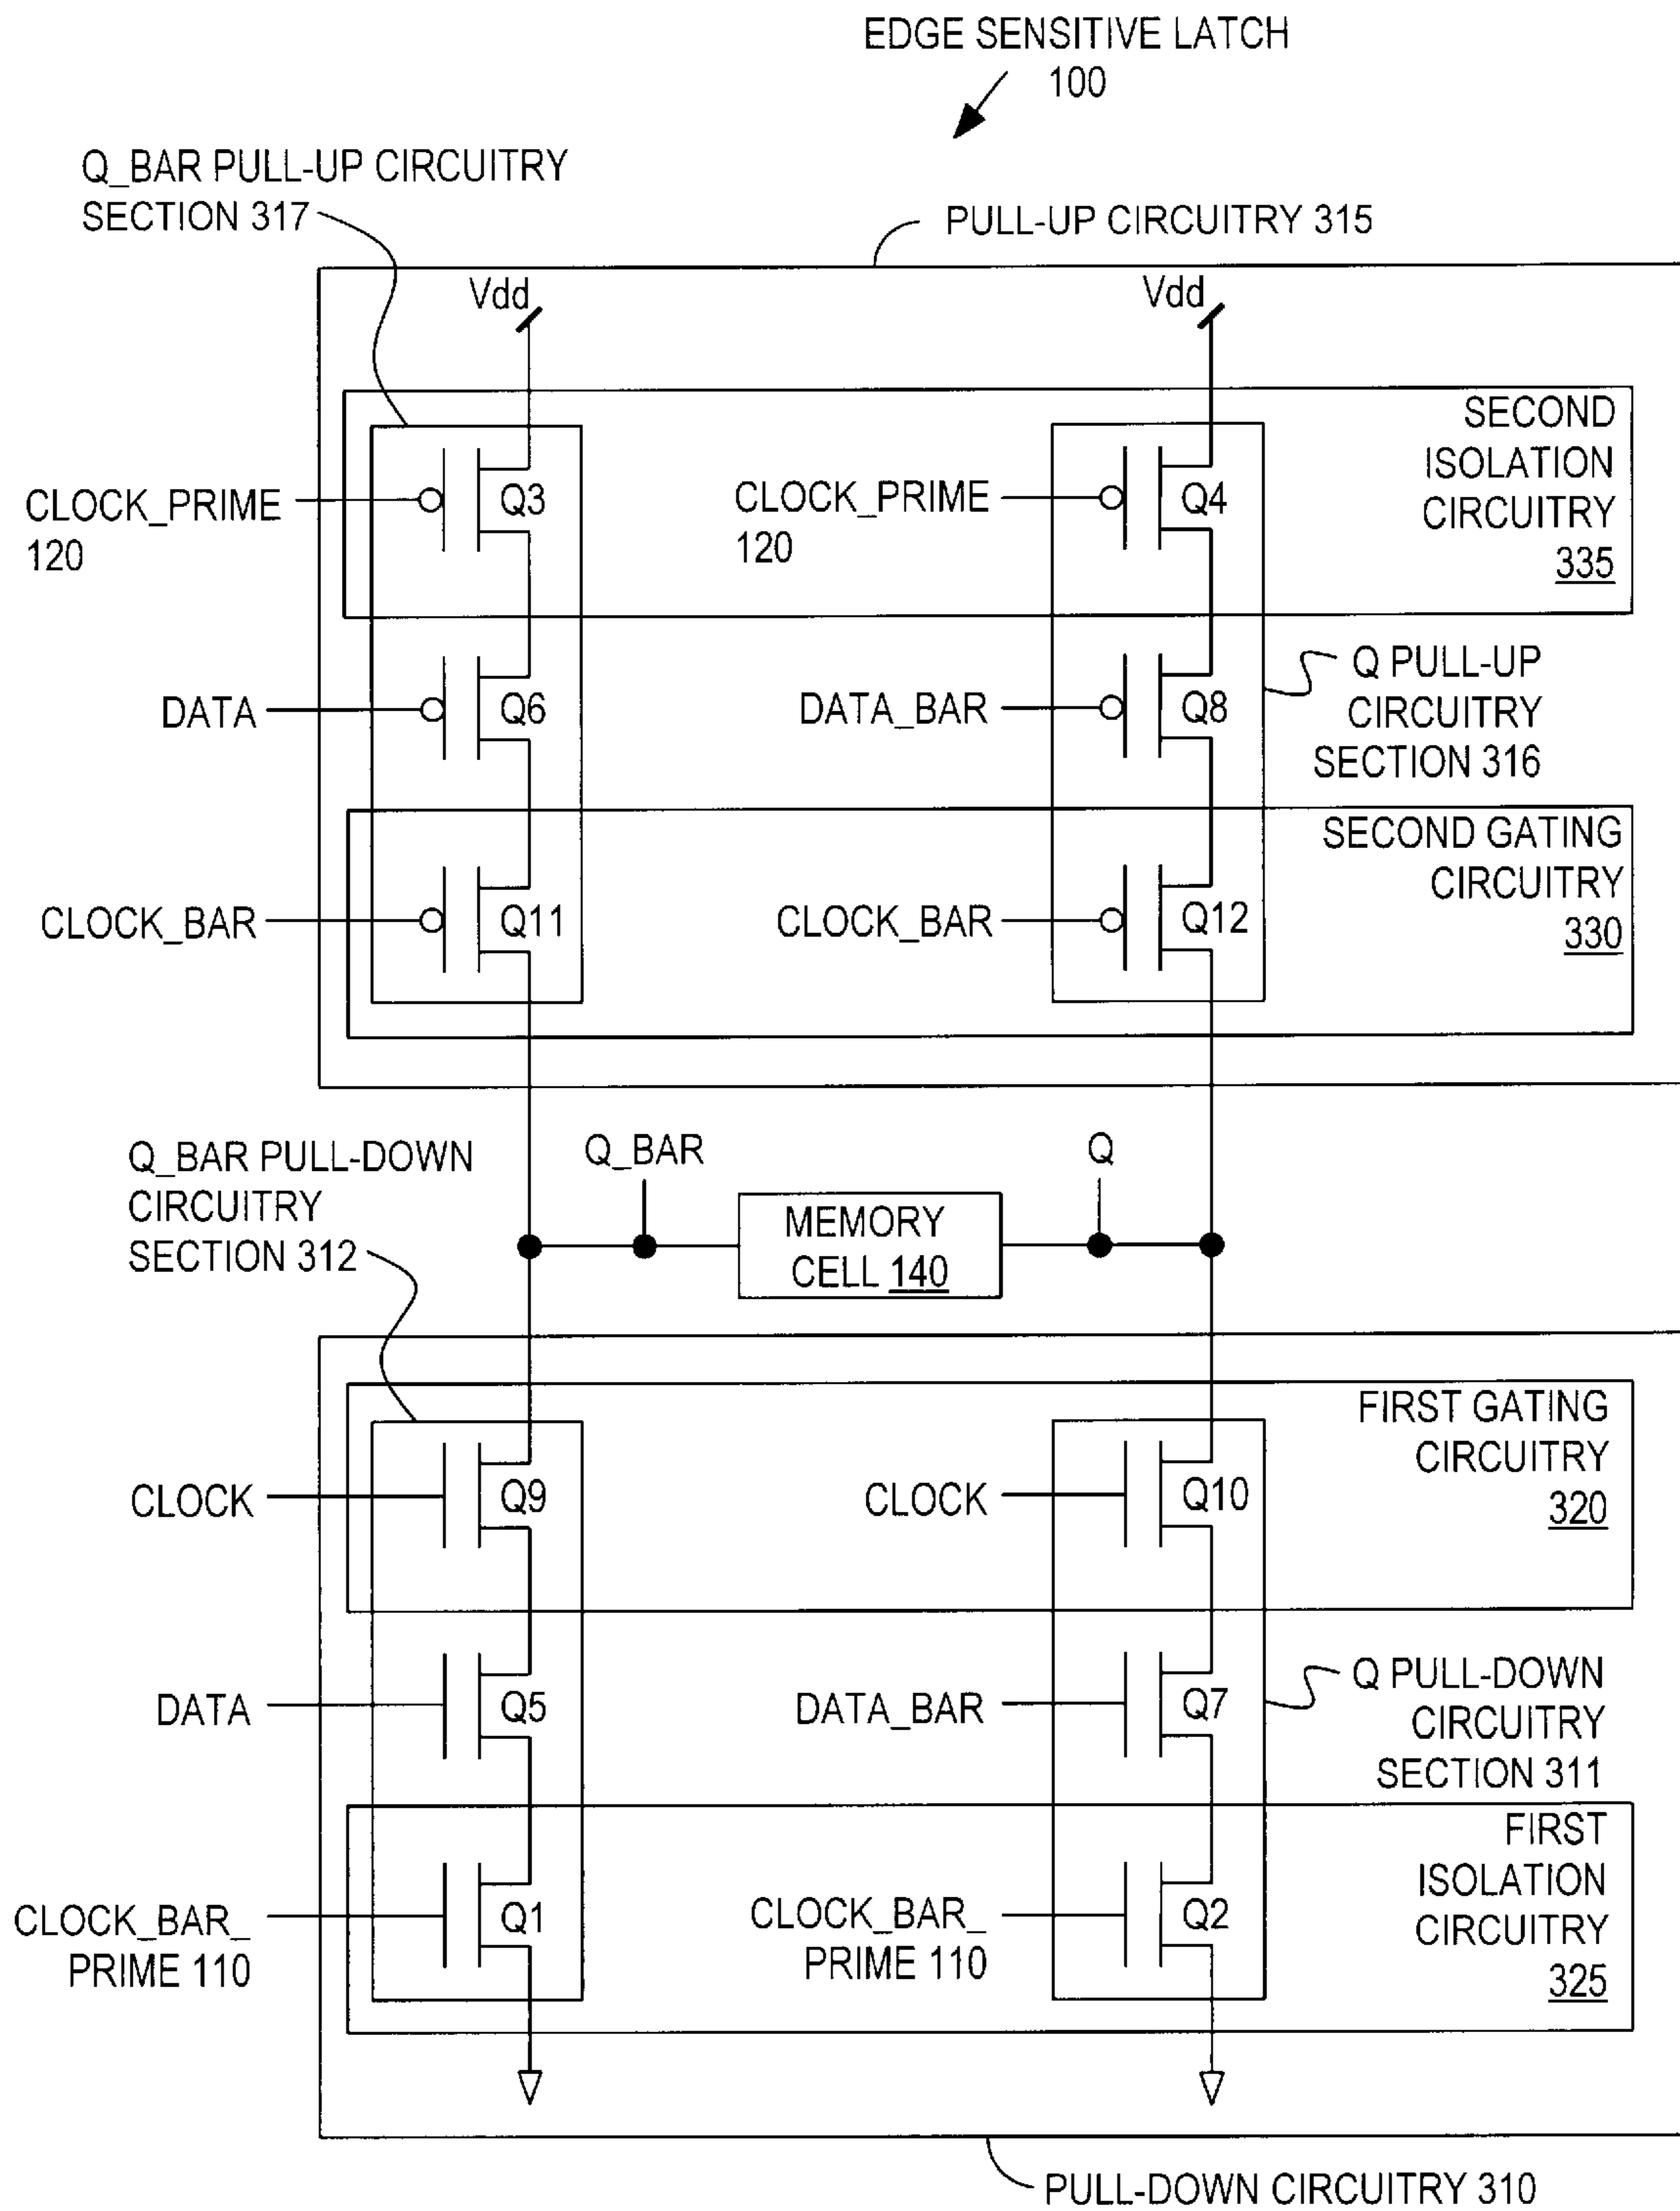 EDGE SENSITIVE LATCH
100
Q_BAR PULL-UP CIRCUITRY
SECTION 317
PULL-UP CIRCUITRY 315
Vdd
Vdd
SECOND
ISOLATION
CIRCUITRY
335
CLOCK_PRIME
120
Q3
CLOCK_PRIME
120
Q4
Q PULL-UP
CIRCUITRY
SECTION 316
DATA
Q6
DATA_BAR
Q8
SECOND GATING
CIRCUITRY
330
CLOCK_BAR
Q11
CLOCK_BAR
Q12
Q_BAR PULL-DOWN
CIRCUITRY
SECTION 312
Q_BAR
Q
MEMORY
CELL 140
FIRST GATING
CIRCUITRY
320
CLOCK
Q9
CLOCK
Q10
DATA
Q5
DATA_BAR
Q7
Q PULL-DOWN
CIRCUITRY
SECTION 311
FIRST
ISOLATION
CIRCUITRY
325
CLOCK_BAR_
PRIME 110
Q1
CLOCK_BAR_
PRIME 110
Q2
PULL-DOWN CIRCUITRY 310